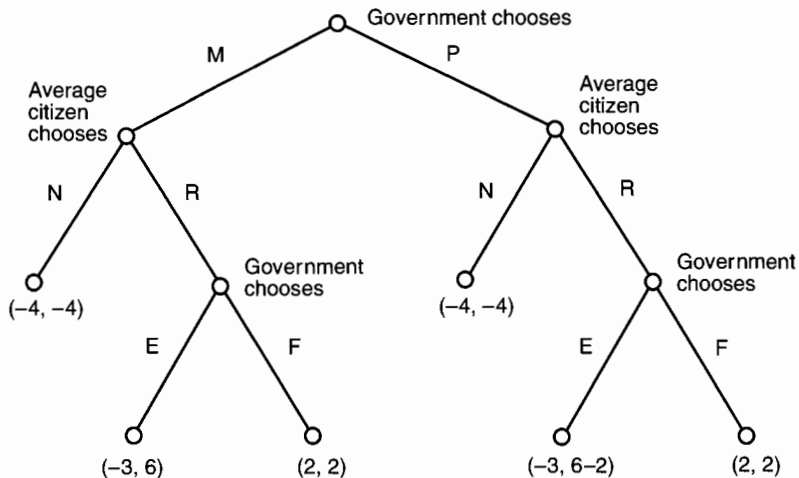 Government chooses
M
P
Average
citizen
chooses
Average
citizen
chooses
N
R
N
R
Government
chooses
Government
chooses
(–4, –4)
(–4, –4)
E
F
E
F
(–3, 6)
(2, 2)
(–3, 6–2)
(2, 2)